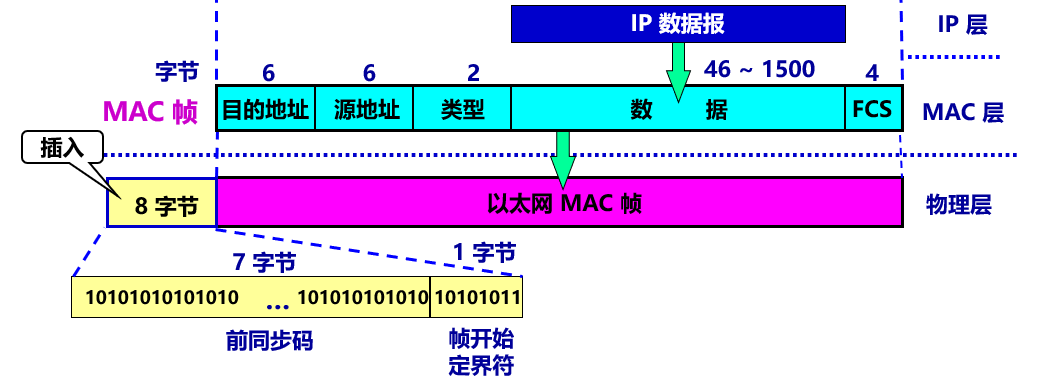 IP 数据报
IP 层
字节
6
6
2
46 ~ 1500
4
MAC 帧
目的地址
源地址
类型
数 据
FCS
MAC 层
插入
8 字节
以太网 MAC 帧
物理层
7 字节
1 字节
10101010101010 ... 101010101010
10101011
前同步码
帧开始
定界符